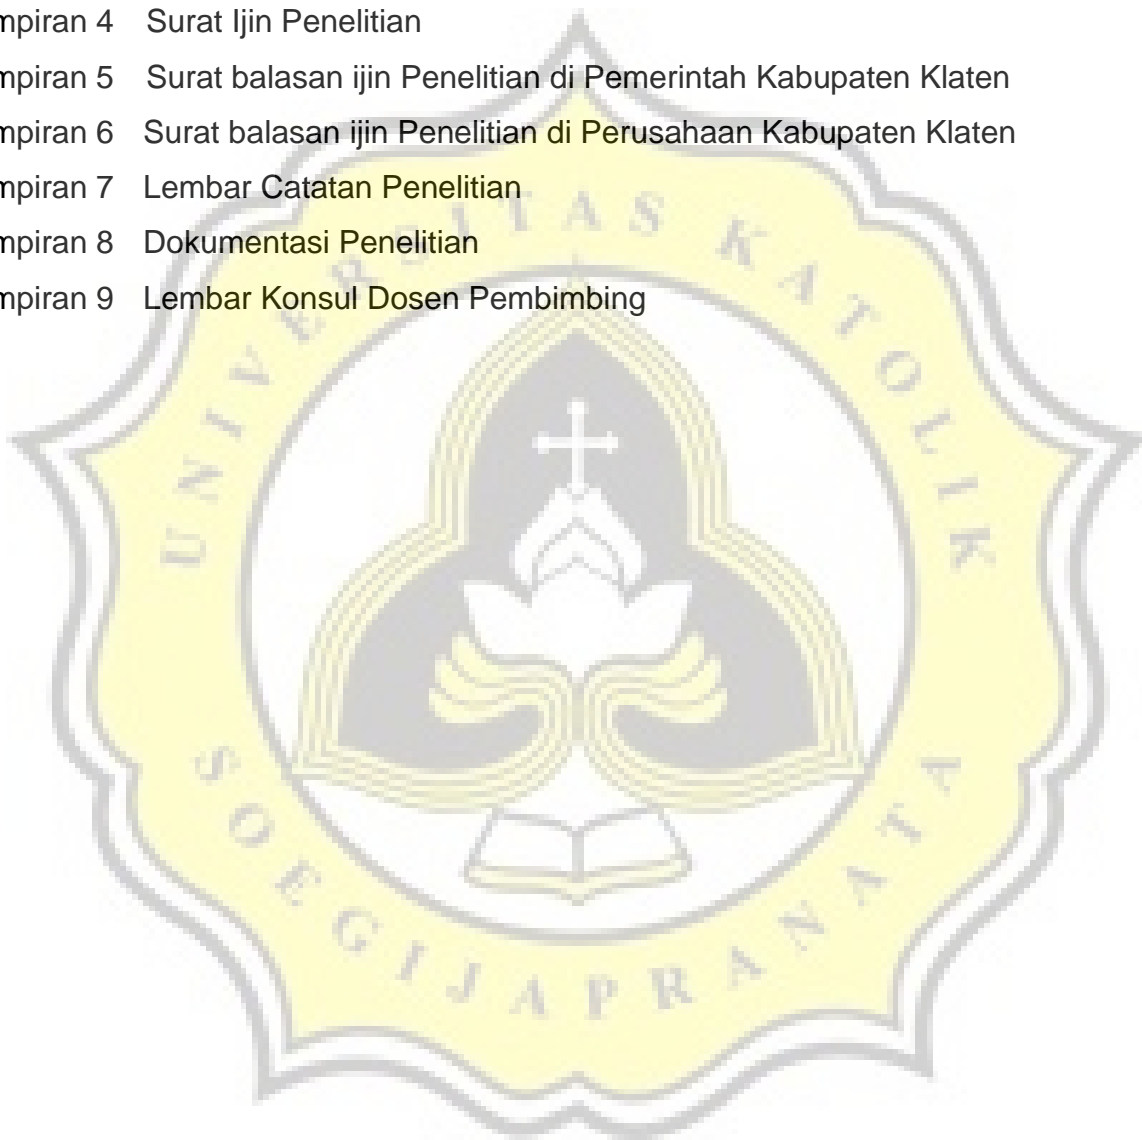 mpiran 4 Surat Ijin Penelitian
mpiran 5 Surat balasan ijin Penelitian di Pemerintah Kabupaten Klaten
mpiran 6 Surat balasan ijin Penelitian di Perusahaan Kabupaten Klaten
mpiran 7 Lembar Catatan Penelitian
mpiran 8 Dokumentasi Penelitian
mpiran 9 Lembar Konsul Dosen Pembimbing
UNIVERSITAS KATOLIK
SOEGIJAPRANATA